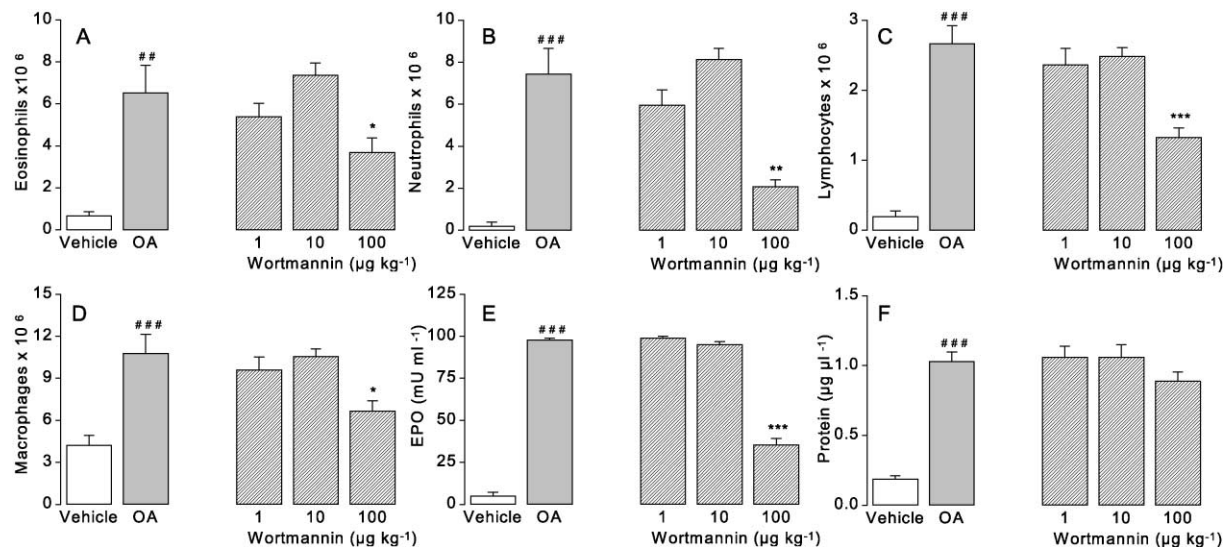 A
Eosinophils x10 ⁶
10
8
6
4
2
0
##
*
Vehicle OA 1 10 100
Wortmannin (µg kg⁻¹)
B
Neutrophils x 10 ⁶
10
8
6
4
2
0
###
**
Vehicle OA 1 10 100
Wortmannin (µg kg⁻¹)
C
Lymphocytes x 10 ⁶
3
2
1
0
###
***
Vehicle OA 1 10 100
Wortmannin (µg kg⁻¹)
D
Macrophages x 10 ⁶
15
12
9
6
3
0
###
*
Vehicle OA 1 10 100
Wortmannin (µg kg⁻¹)
E
EPO (mU ml ⁻¹)
125
100
75
50
25
0
###
***
Vehicle OA 1 10 100
Wortmannin (µg kg⁻¹)
F
Protein (µg µl ⁻¹)
1.5
1.0
0.5
0.0
###
Vehicle OA 1 10 100
Wortmannin (µg kg⁻¹)